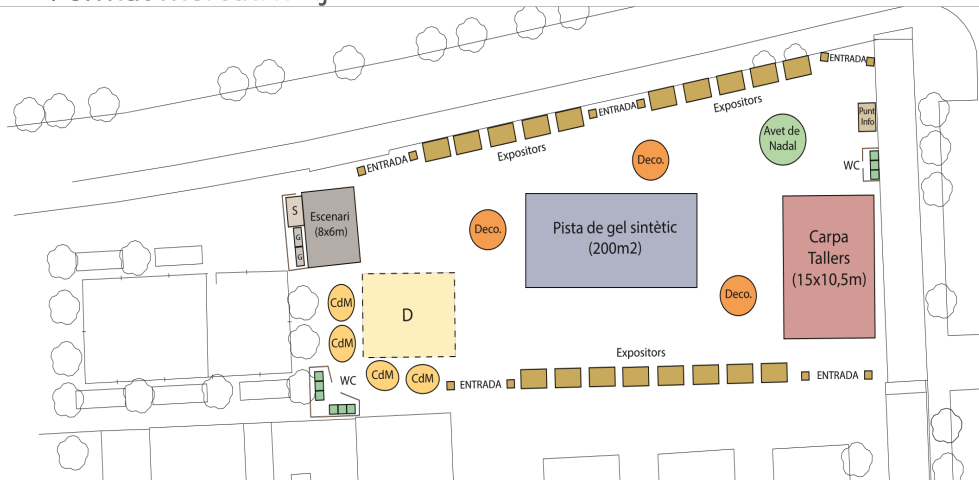 ENTRADA
Punt
Info
Expositors
ENTRADA
Avet de
Nadal
Expositors
ENTRADA
Deco.
WC
S
Escenari
(8x6m)
G
G
Deco.
Pista de gel sintètic
(200m2)
Carpa
Tallers
(15x10,5m)
Deco.
CdM
D
CdM
Expositors
WC
CdM
CdM
ENTRADA
ENTRADA